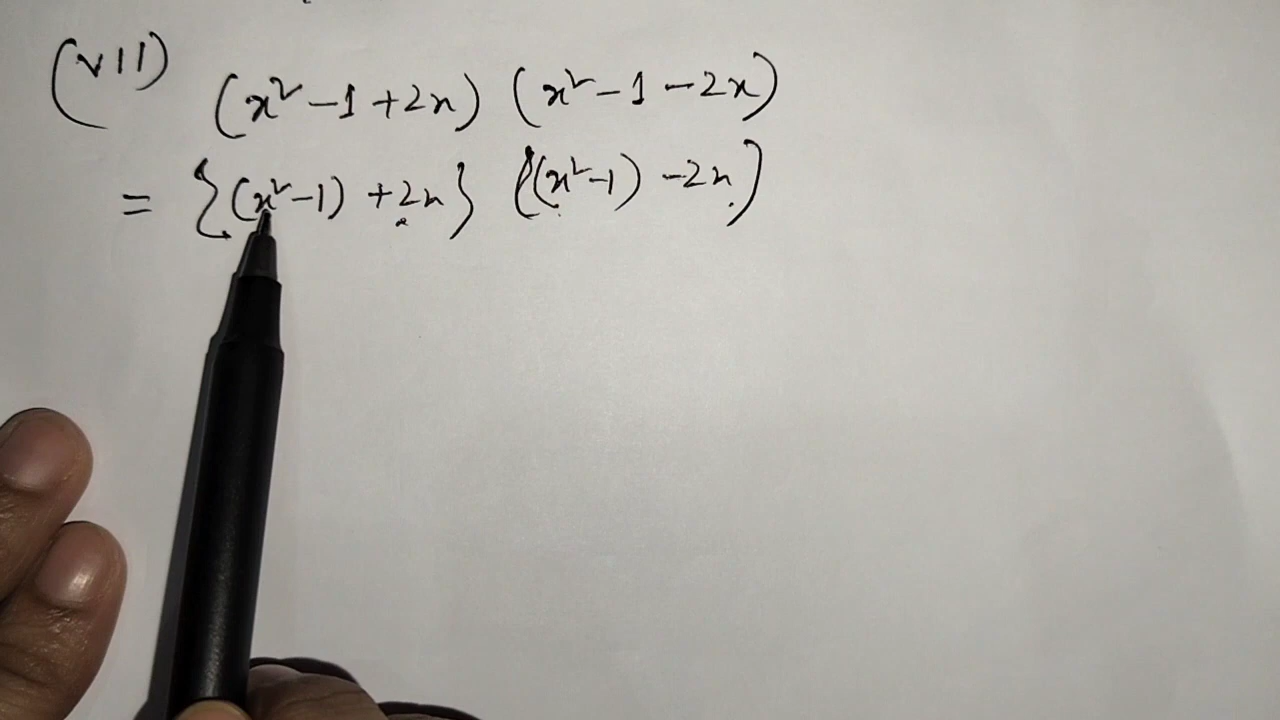 (VII) (x² - 1 + 2x) (x² - 1 - 2x)
= {(x² - 1) + 2x} {(x² - 1) - 2x}